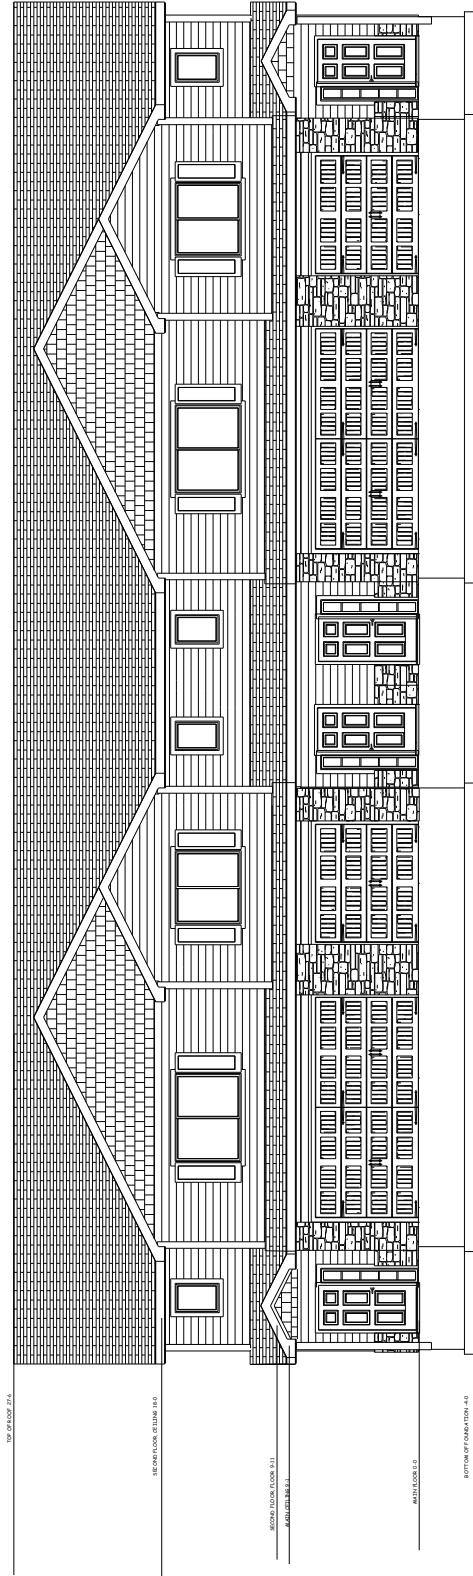 TOP OF ROOF 27-6
SECOND FLOOR, CEILING 18-0
SECOND FLOOR, FLOOR 9-11
MAIN CEILING 9-1
MAIN FLOOR 0-0
BOTTOM OF FOUNDATION -4-0